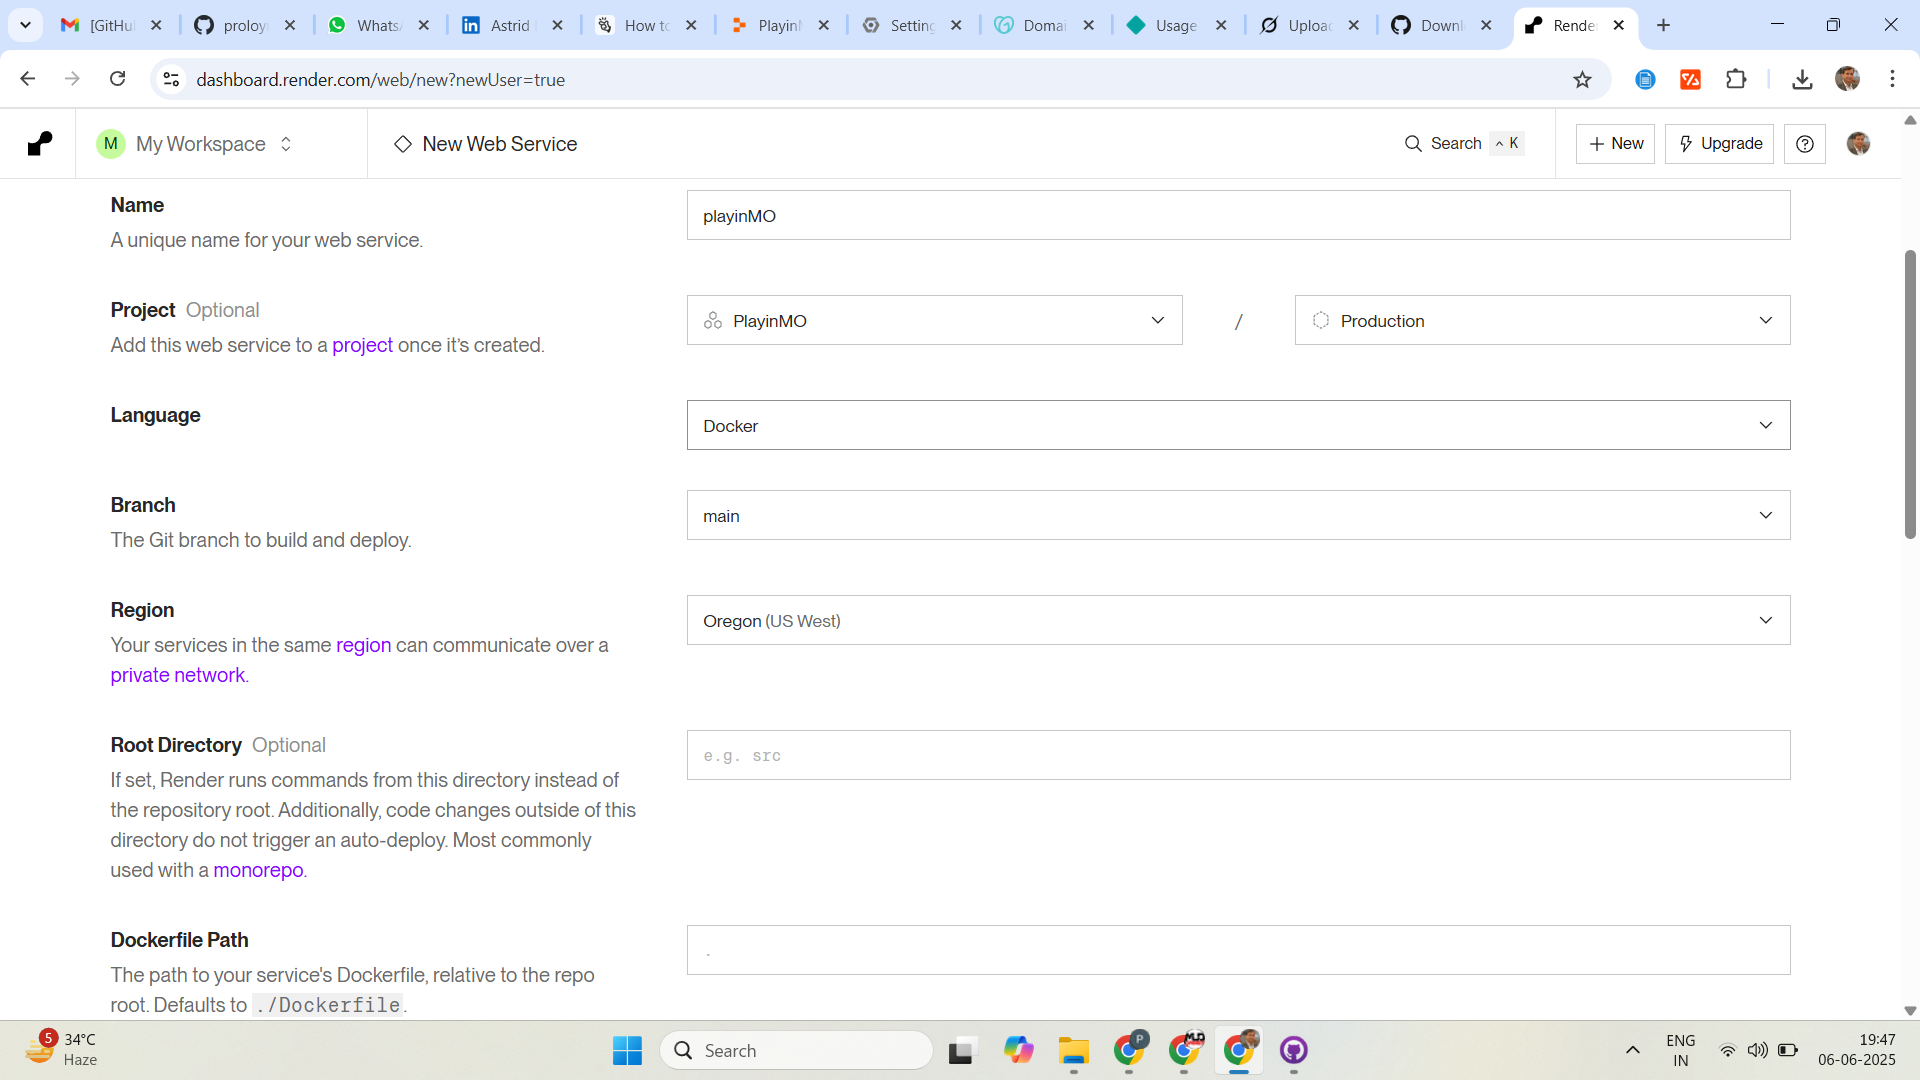 [GitHu
proloy
Whats
Astrid
How to
PlayinM
Setting
Domai
Usage
Uploa
Downl
Rende
dashboard.render.com/web/new?newUser=true
M My Workspace
New Web Service
Search ^ K
+ New
Upgrade
Name
A unique name for your web service.
playinMO
Project Optional
Add this web service to a project once it's created.
PlayinMO / Production
Language
Docker
Branch
The Git branch to build and deploy.
main
Region
Your services in the same region can communicate over a
private network.
Oregon (US West)
Root Directory Optional
If set, Render runs commands from this directory instead of
the repository root. Additionally, code changes outside of this
directory do not trigger an auto-deploy. Most commonly
used with a monorepo.
e.g. src
Dockerfile Path
The path to your service's Dockerfile, relative to the repo
root. Defaults to ./Dockerfile.
.
5
34°C
Haze
Search
P
ENG
IN
19:47
06-06-2025